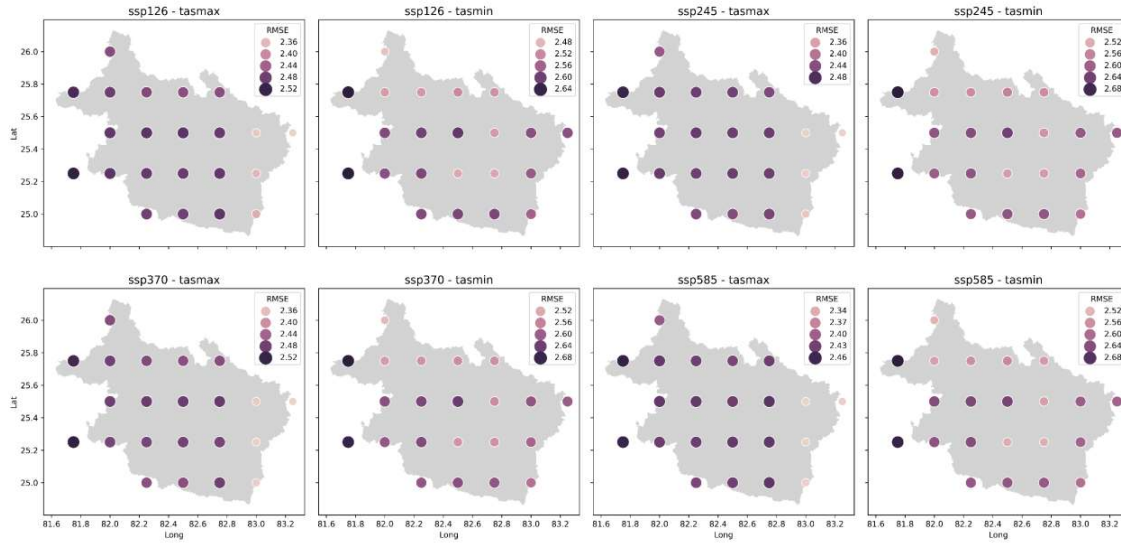 ssp126 - tasmax
RMSE
2.36
2.40
2.44
2.48
2.52
26.0
25.8
25.6
25.4
25.2
25.0
Lat
ssp126 - tasmin
RMSE
2.48
2.52
2.56
2.60
2.64
ssp245 - tasmax
RMSE
2.36
2.40
2.44
2.48
ssp245 - tasmin
RMSE
2.52
2.56
2.60
2.64
2.68
ssp370 - tasmax
RMSE
2.36
2.40
2.44
2.48
2.52
26.0
25.8
25.6
25.4
25.2
25.0
Lat
81.6 81.8 82.0 82.2 82.4 82.6 82.8 83.0 83.2
Long
ssp370 - tasmin
RMSE
2.52
2.56
2.60
2.64
2.68
81.6 81.8 82.0 82.2 82.4 82.6 82.8 83.0 83.2
Long
ssp585 - tasmax
RMSE
2.34
2.37
2.40
2.43
2.46
81.6 81.8 82.0 82.2 82.4 82.6 82.8 83.0 83.2
Long
ssp585 - tasmin
RMSE
2.52
2.56
2.60
2.64
2.68
81.6 81.8 82.0 82.2 82.4 82.6 82.8 83.0 83.2
Long